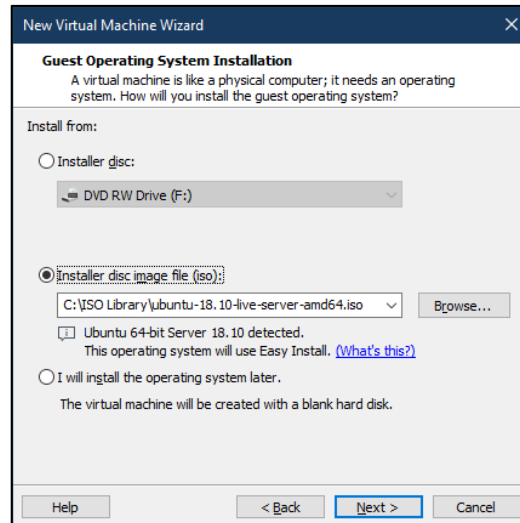 New Virtual Machine Wizard
Guest Operating System Installation
A virtual machine is like a physical computer; it needs an operating
system. How will you install the guest operating system?
Install from:
Installer disc:
DVD RW Drive (F:)
Installer disc image file (iso):
C:\ISO Library\ubuntu-18.10-live-server-amd64.iso Browse...
Ubuntu 64-bit Server 18.10 detected.
This operating system will use Easy Install. (What's this?)
I will install the operating system later.
The virtual machine will be created with a blank hard disk.
Help < Back Next > Cancel